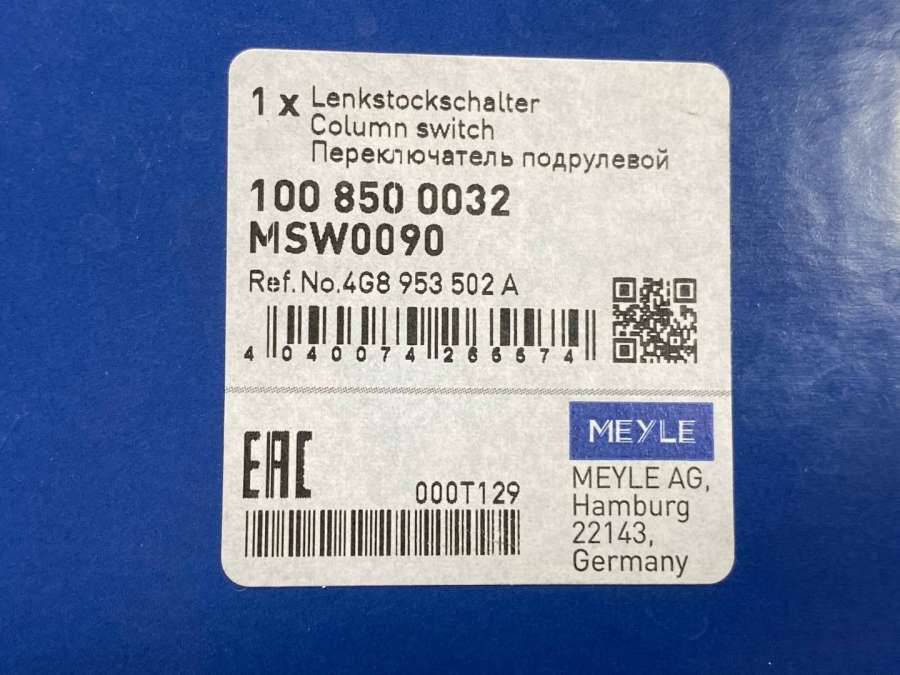 1 x Lenkstockschalter
Column switch
Переключатель подрулевой
100 850 0032
MSW0090
Ref.No.4G8 953 502 A
4 040074
EAC
000T129
MEYLE
MEYLE AG,
Hamburg
22143,
Germany